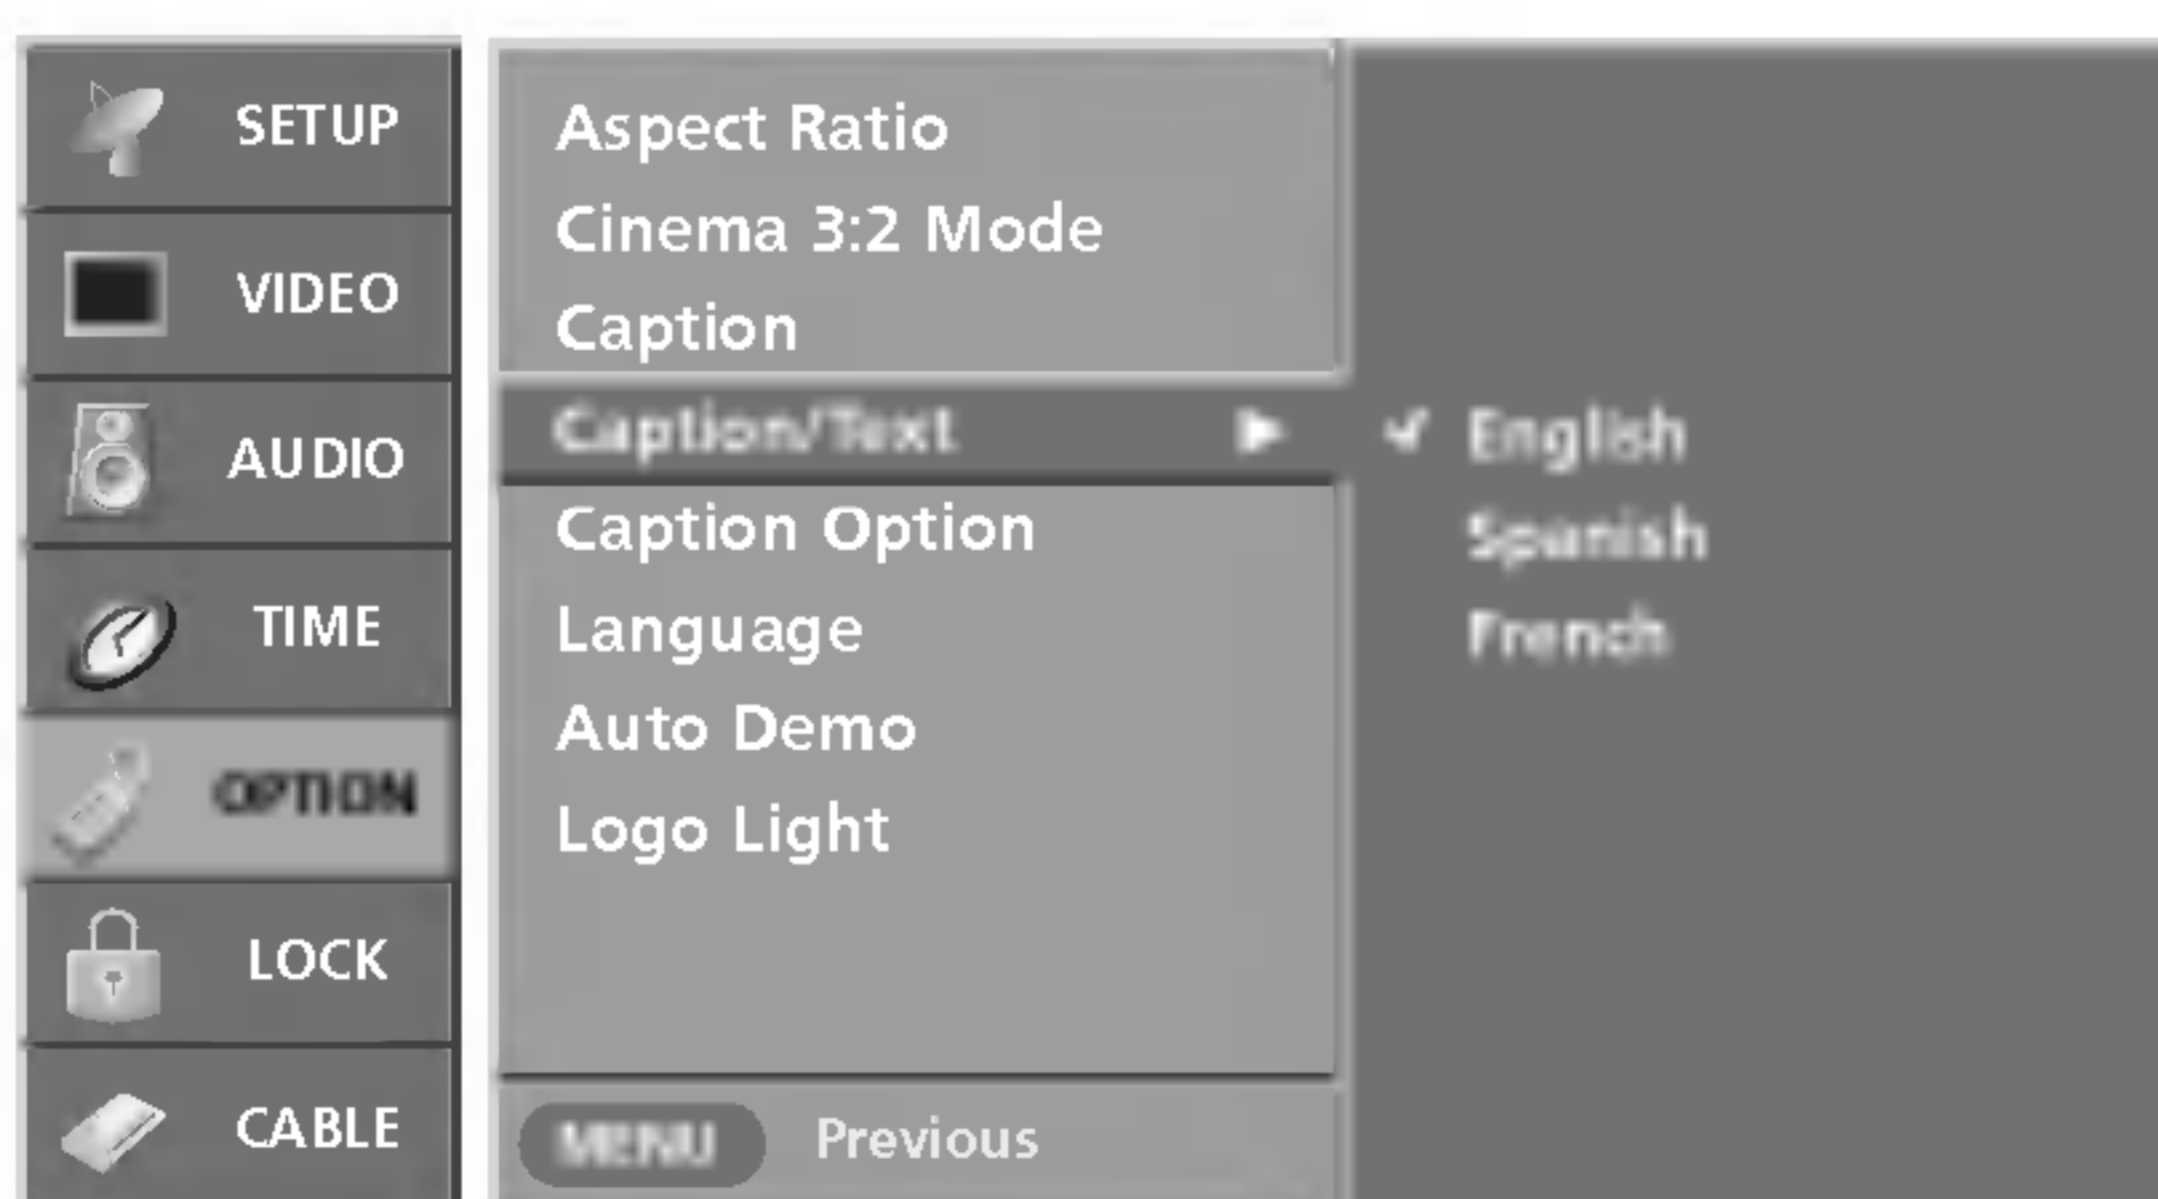 SETUP
VIDEO
AUDIO
TIME
OPTION
LOCK
CABLE
Aspect Ratio
Cinema 3:2 Mode
Caption
Caption/Text
Caption Option
Language
Auto Demo
Logo Light
MENU Previous
English
Spanish
French